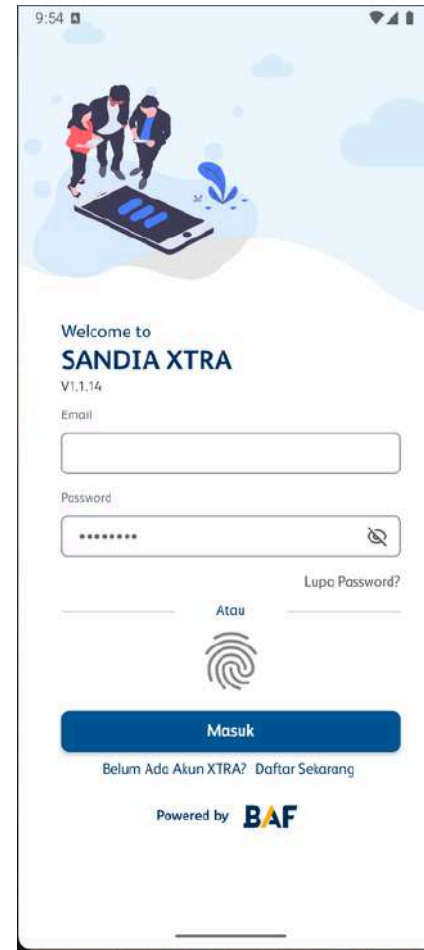 9:54
Welcome to
SANDIA XTRA
V1.1.14
Email
Password
••••••••
Lupa Password?
Atau
Masuk
Belum Ada Akun XTRA? Daftar Sekarang
Powered by BAF